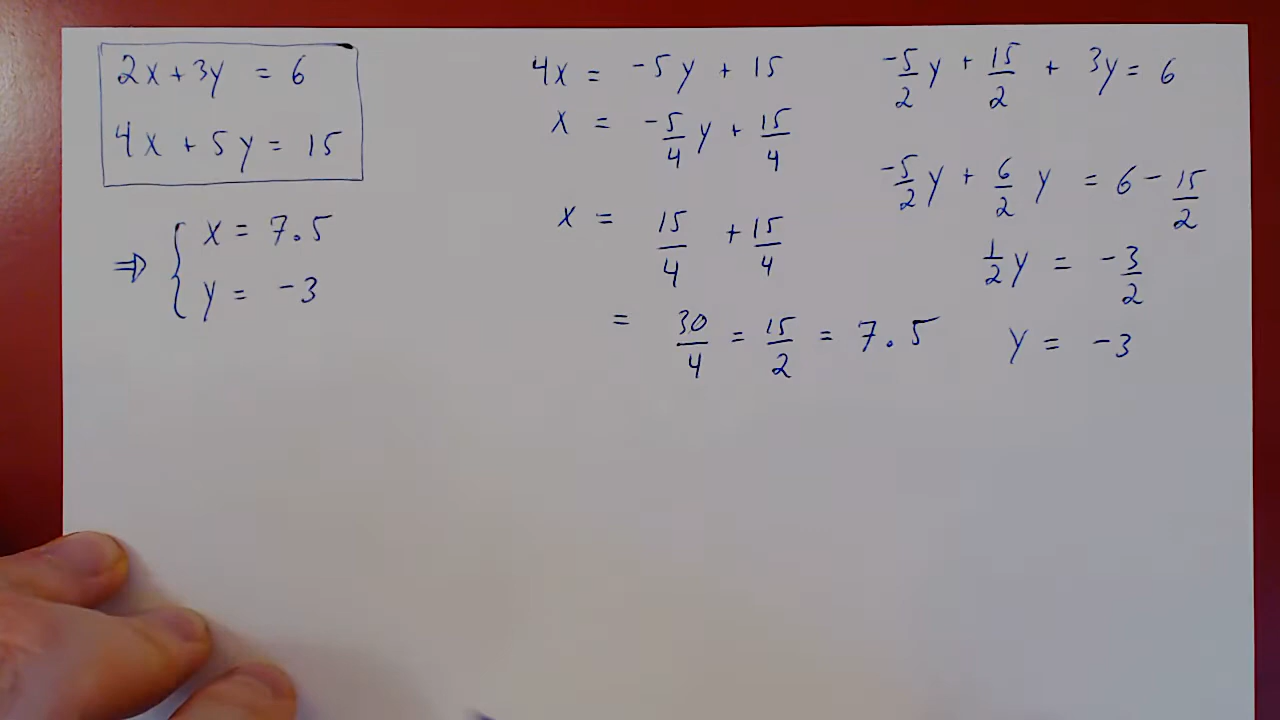 2x + 3y = 6
4x + 5y = 15
⇒ { x = 7.5
y = -3
4x = -5y + 15
x = -5/4 y + 15/4
x = 15/4 + 15/4
= 30/4 = 15/2 = 7.5
-5/2 y + 15/2 + 3y = 6
-5/2 y + 6/2 y = 6 - 15/2
1/2 y = -3/2
y = -3